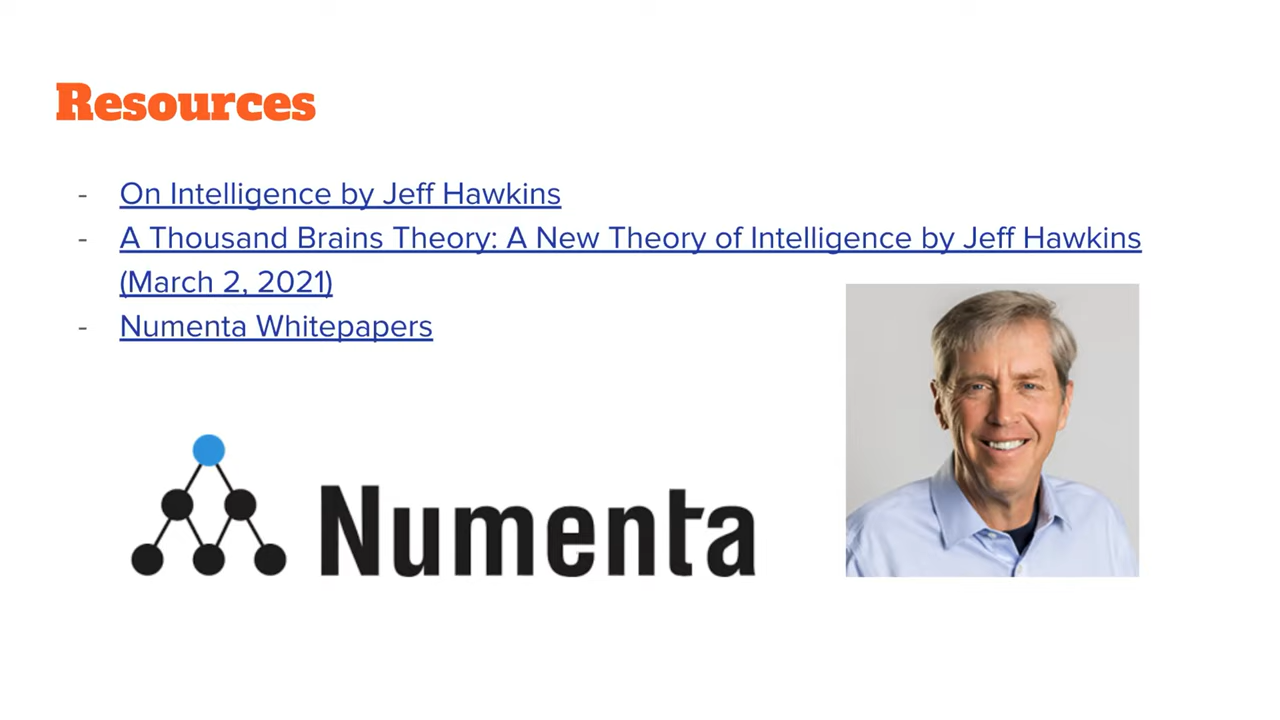 Resources
- On Intelligence by Jeff Hawkins
- A Thousand Brains Theory: A New Theory of Intelligence by Jeff Hawkins
(March 2, 2021)
- Numenta Whitepapers
Numenta